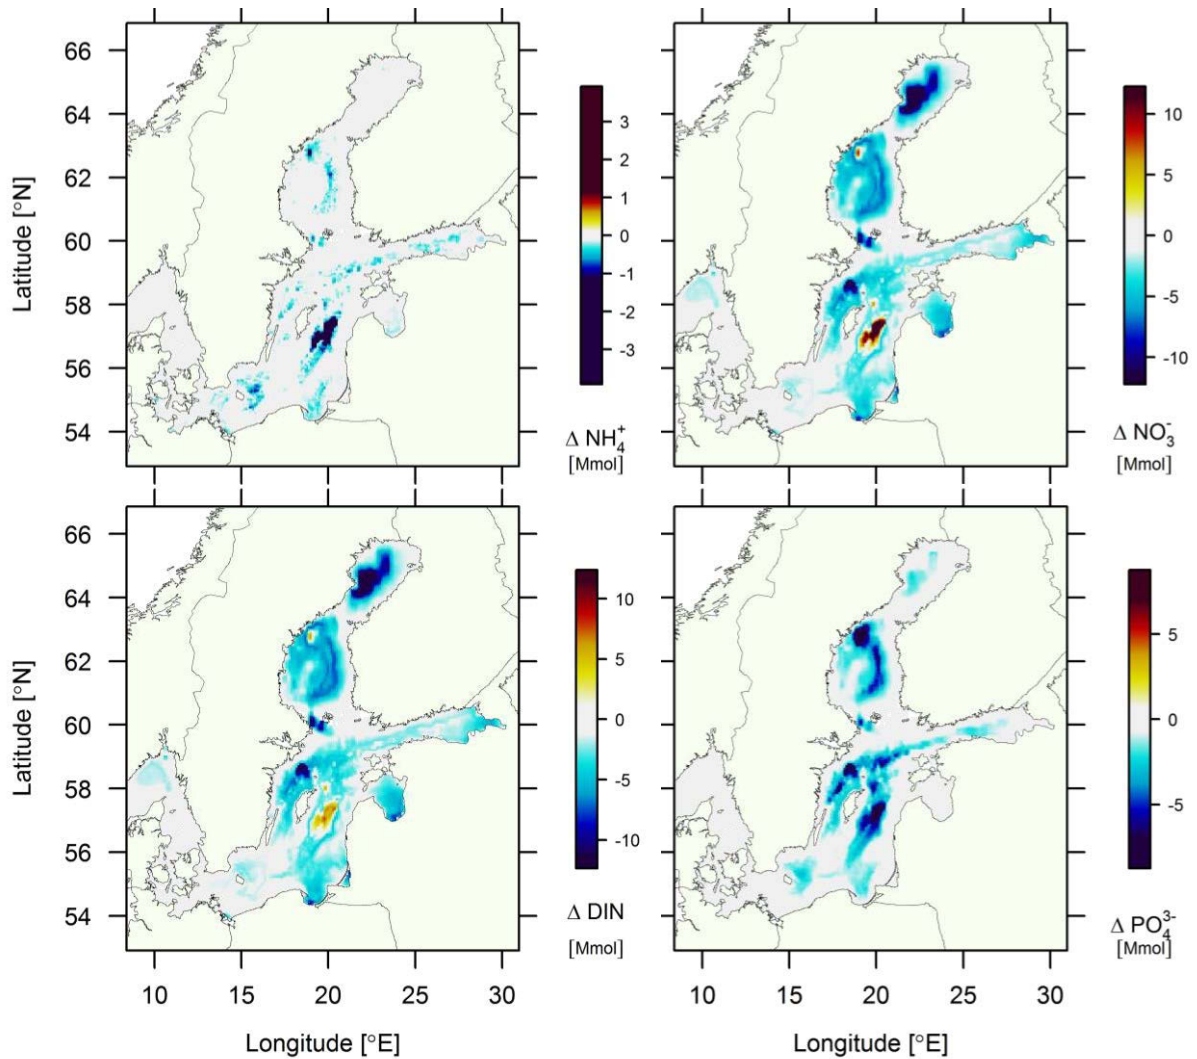 66
64
62
60
58
56
54
Latitude [°N]
3
2
1
0
-1
-2
-3
Δ NH₄⁺
[Mmol]
10
5
0
-5
-10
Δ NO₃⁻
[Mmol]
66
64
62
60
58
56
54
Latitude [°N]
10
5
0
-5
-10
Δ DIN
[Mmol]
5
0
-5
Δ PO₄³⁻
[Mmol]
10 15 20 25 30
Longitude [°E]
10 15 20 25 30
Longitude [°E]